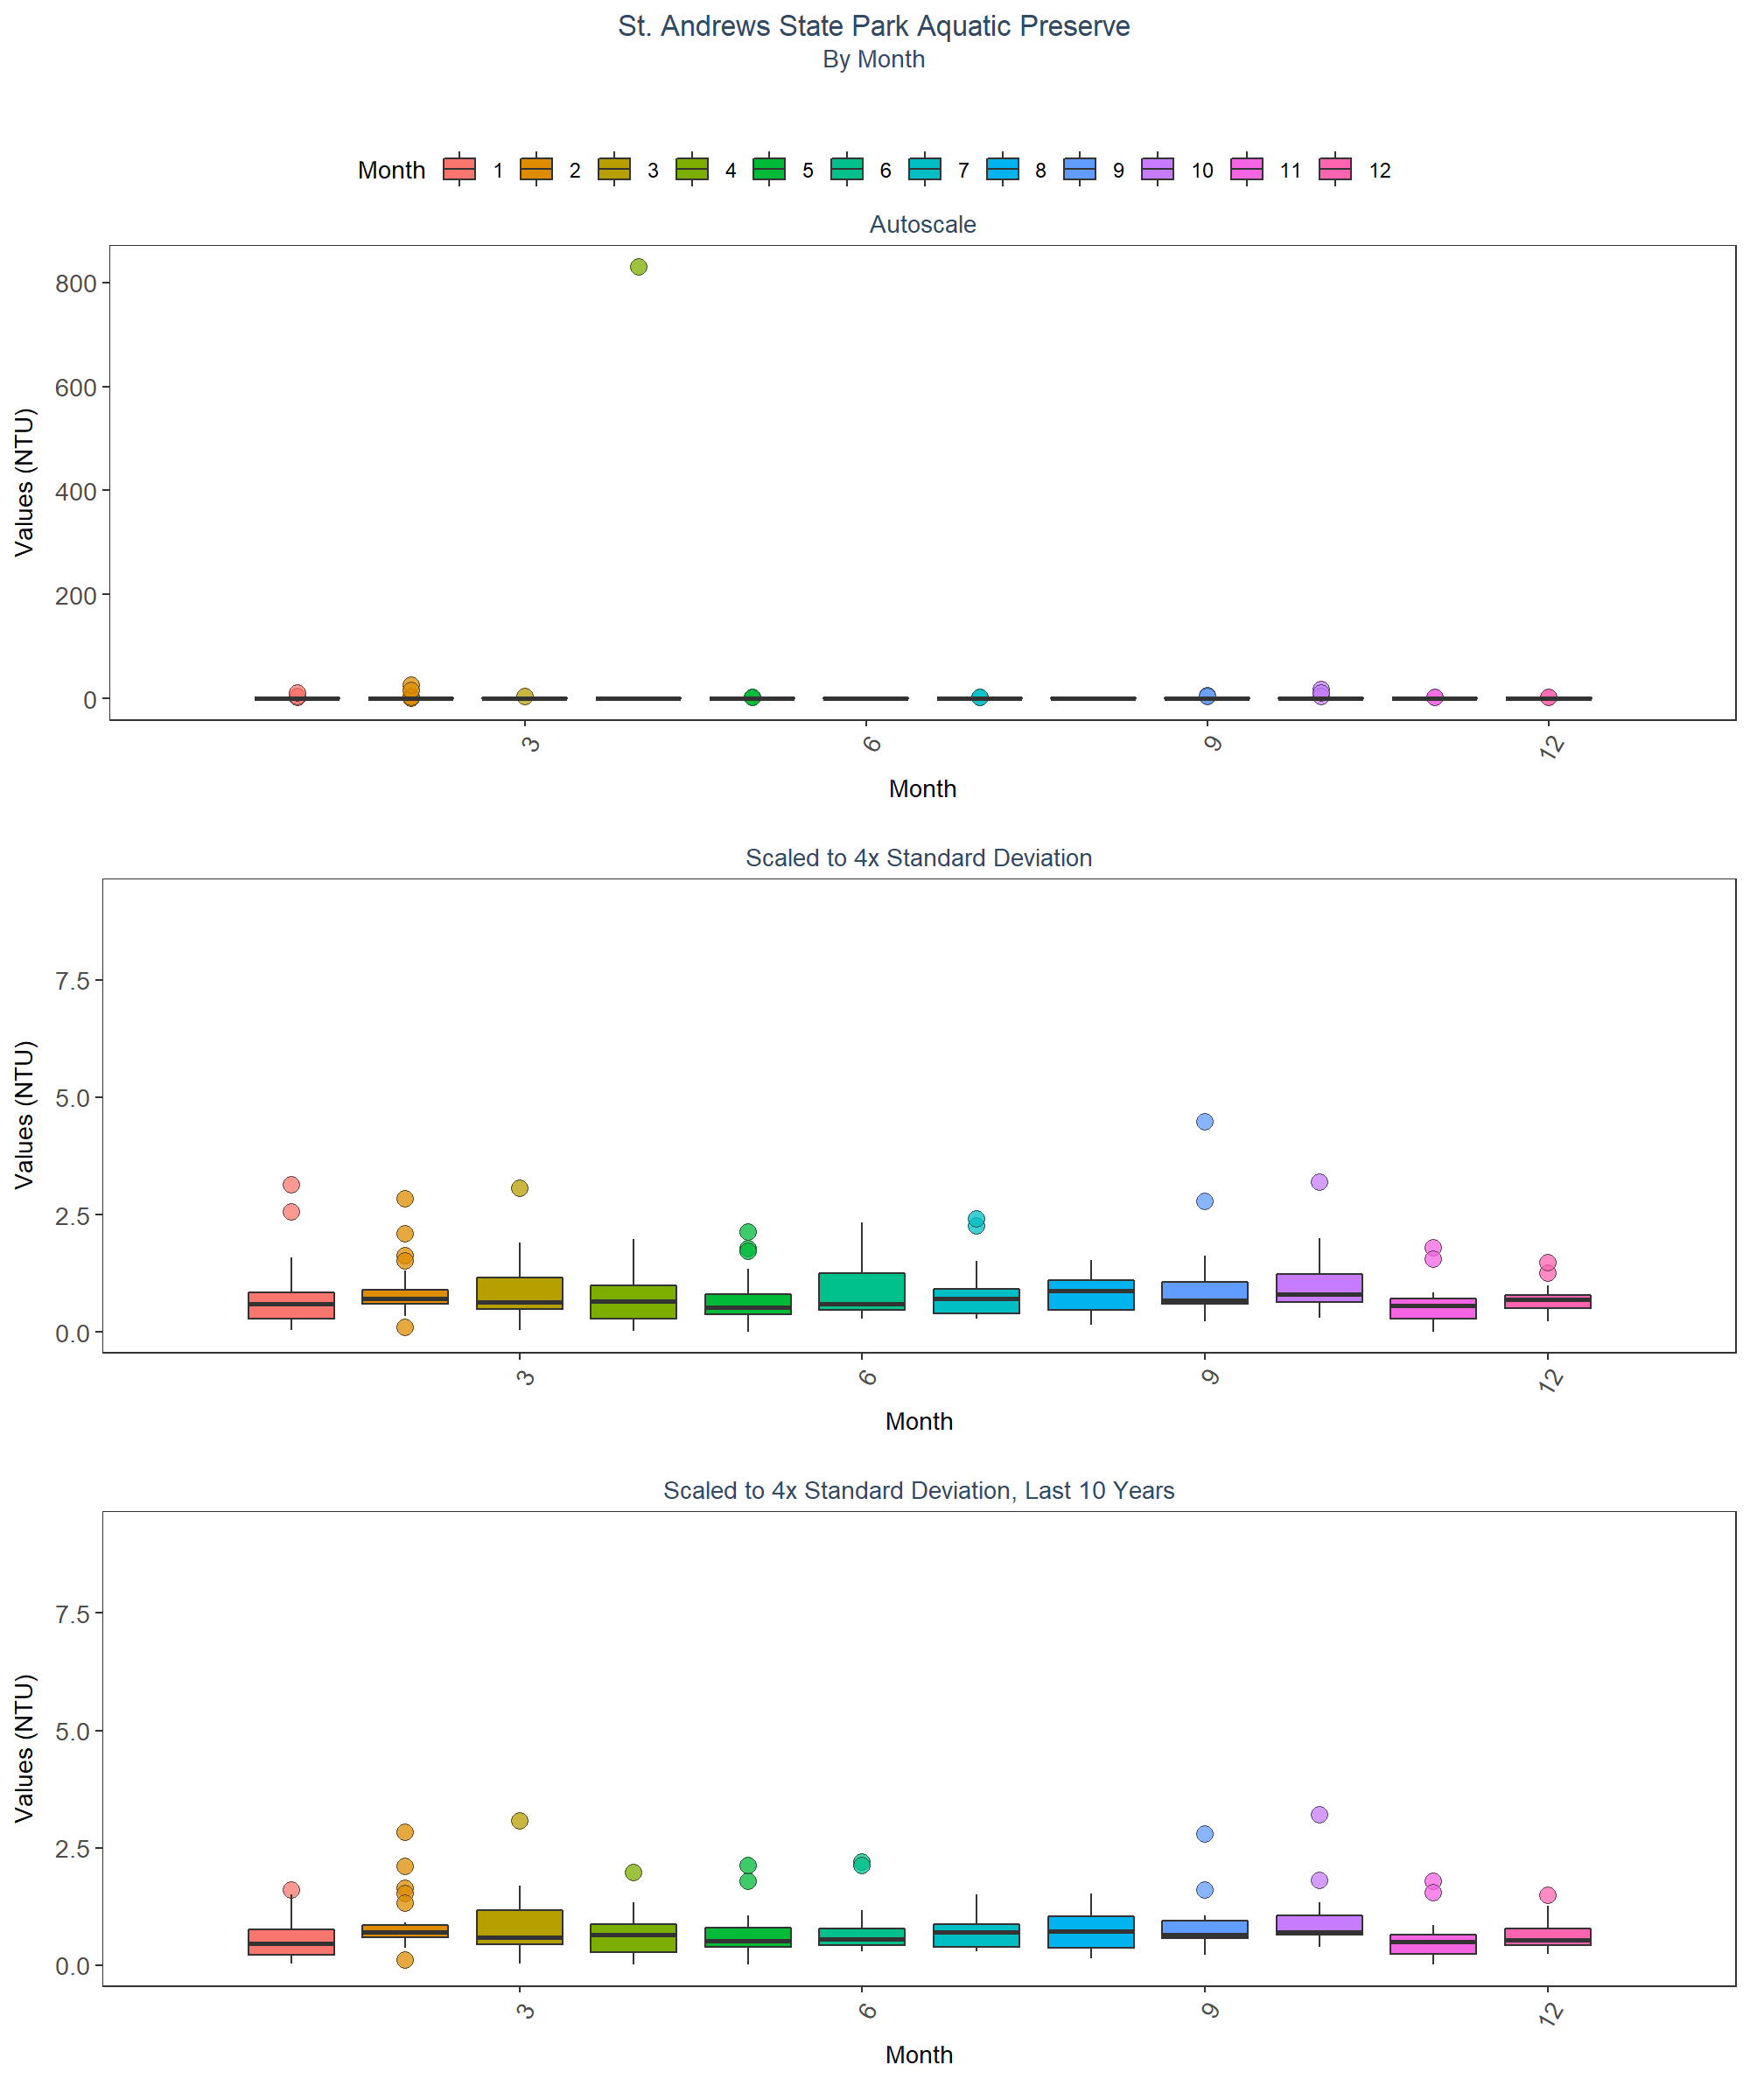 St. Andrews State Park Aquatic Preserve
By Month
Month 1 2 3 4 5 6 7 8 9 10 11 12
Autoscale
Values (NTU)
800
600
400
200
0
3 6 9 12
Month
Scaled to 4x Standard Deviation
Values (NTU)
7.5
5.0
2.5
0.0
3 6 9 12
Month
Scaled to 4x Standard Deviation, Last 10 Years
Values (NTU)
7.5
5.0
2.5
0.0
3 6 9 12
Month